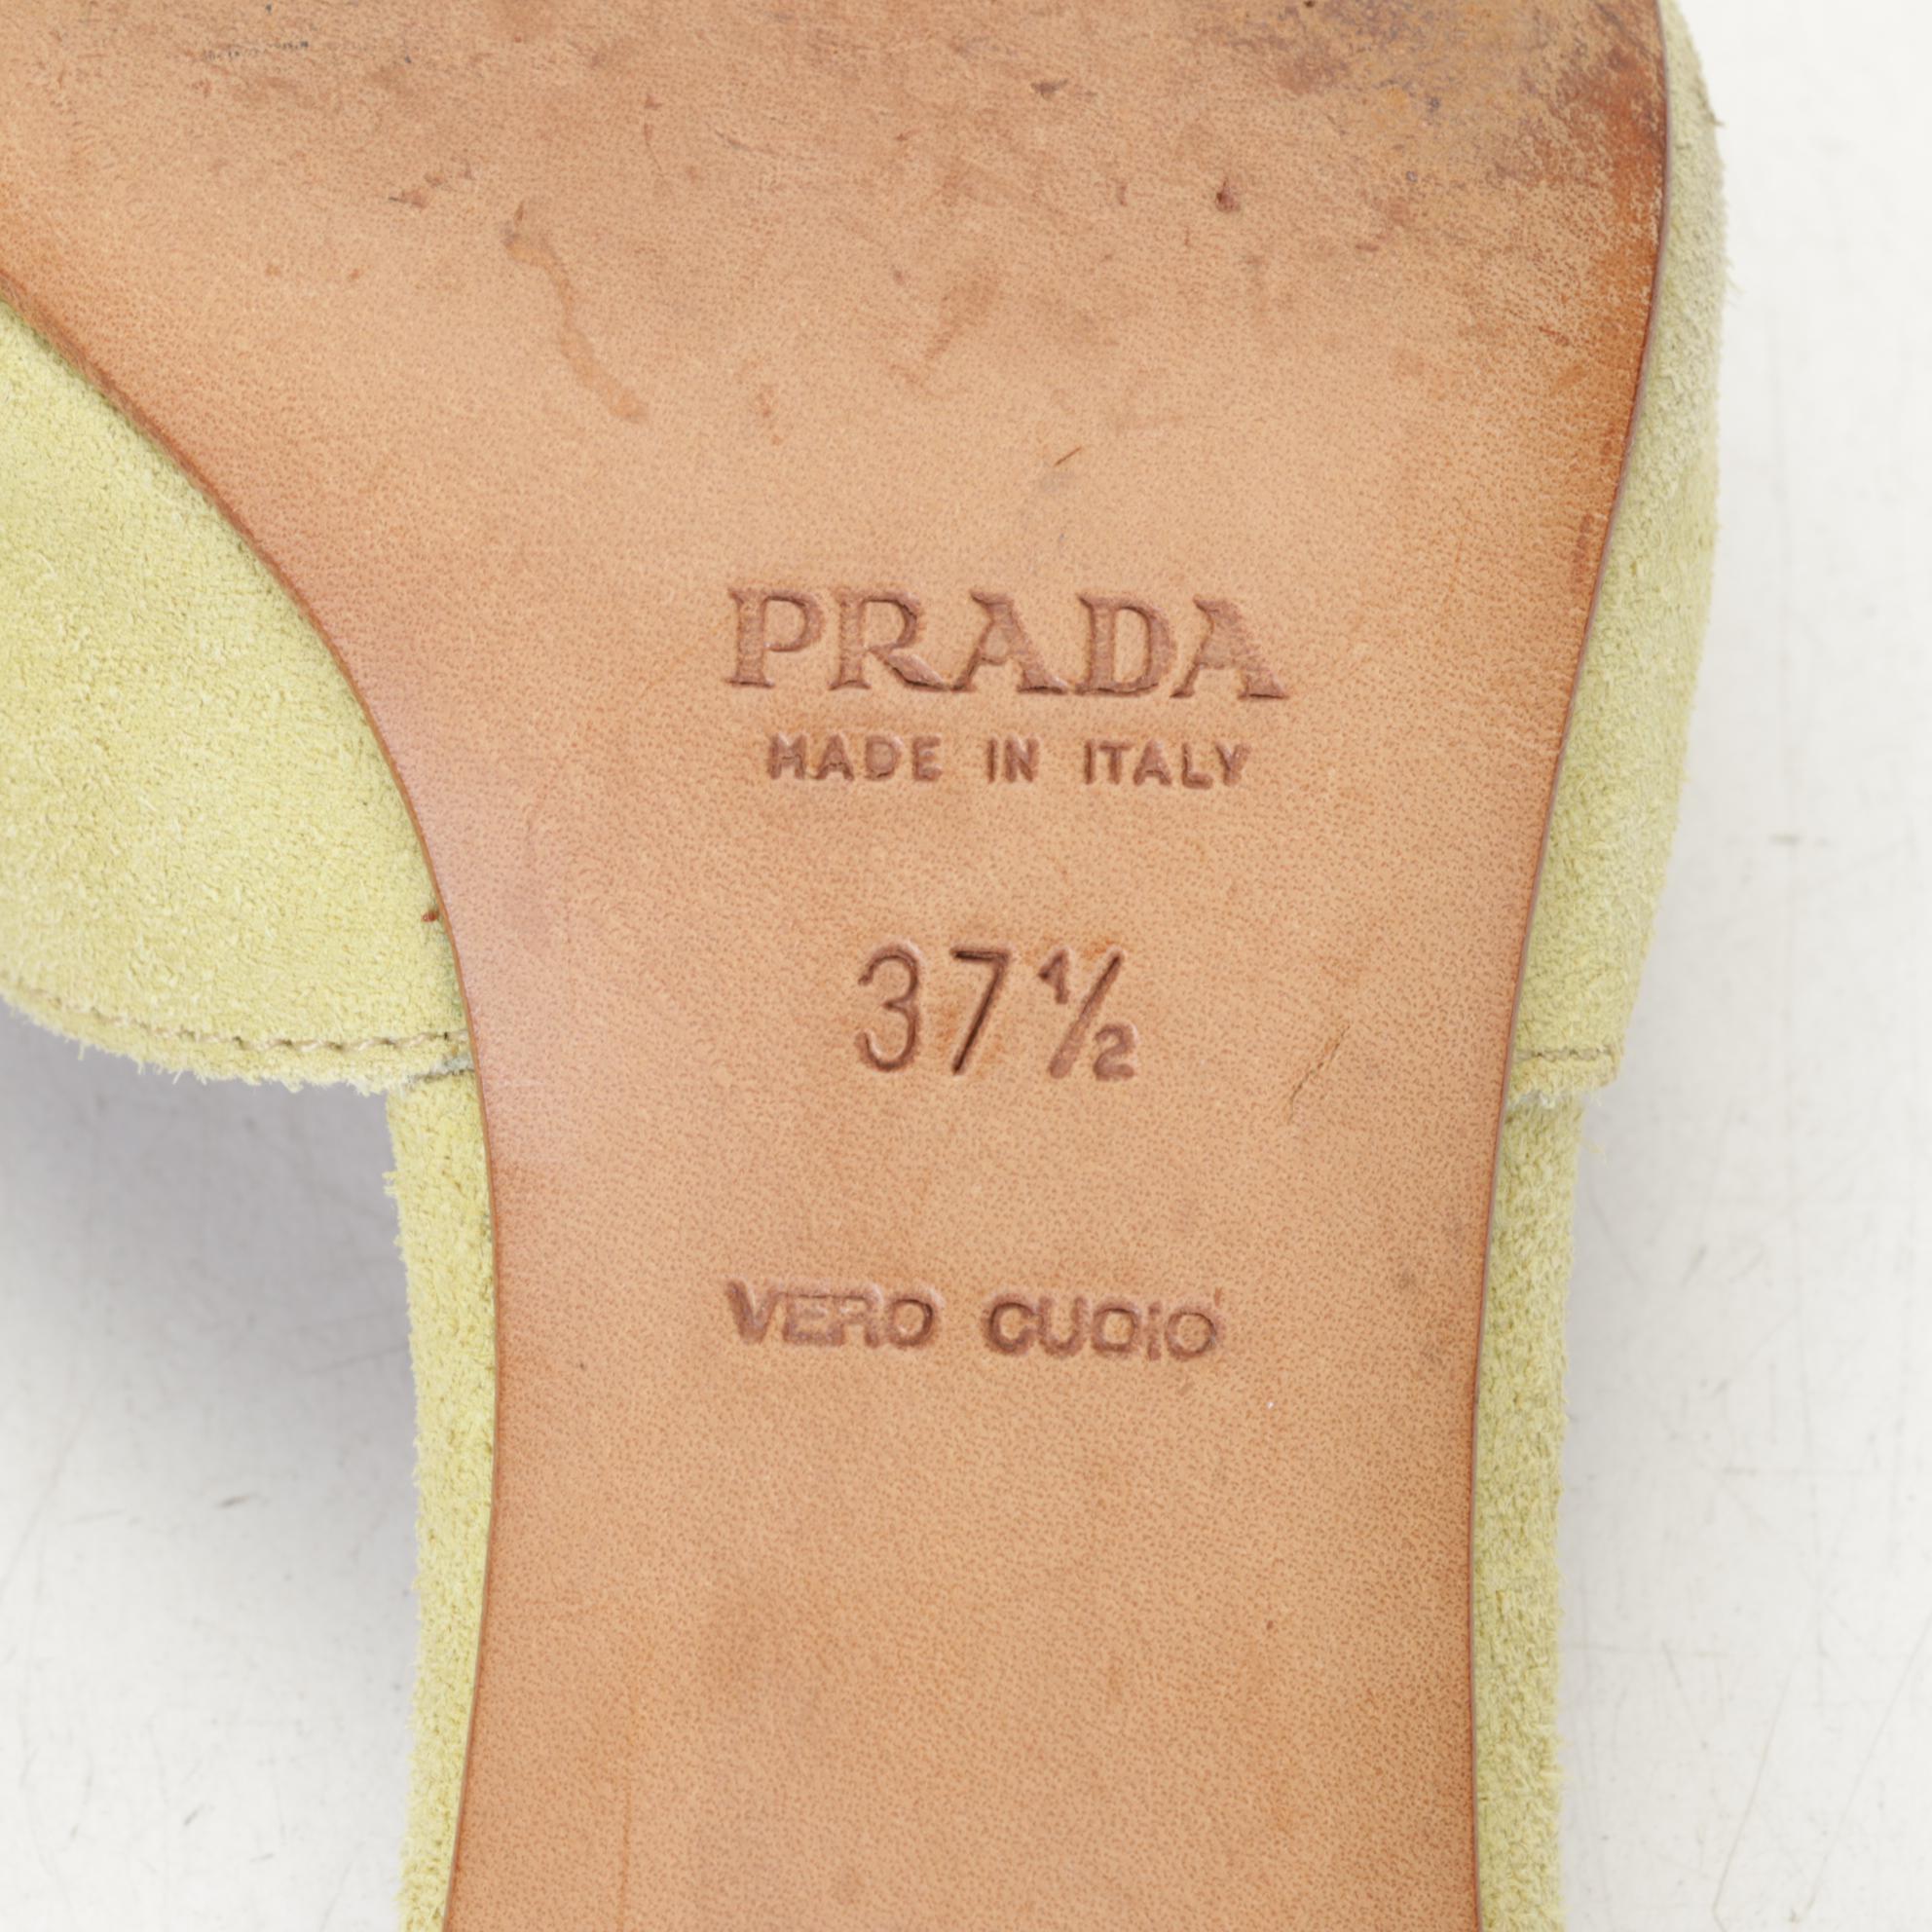 PRADA
MADE IN ITALY
37½
VERO CUOIO